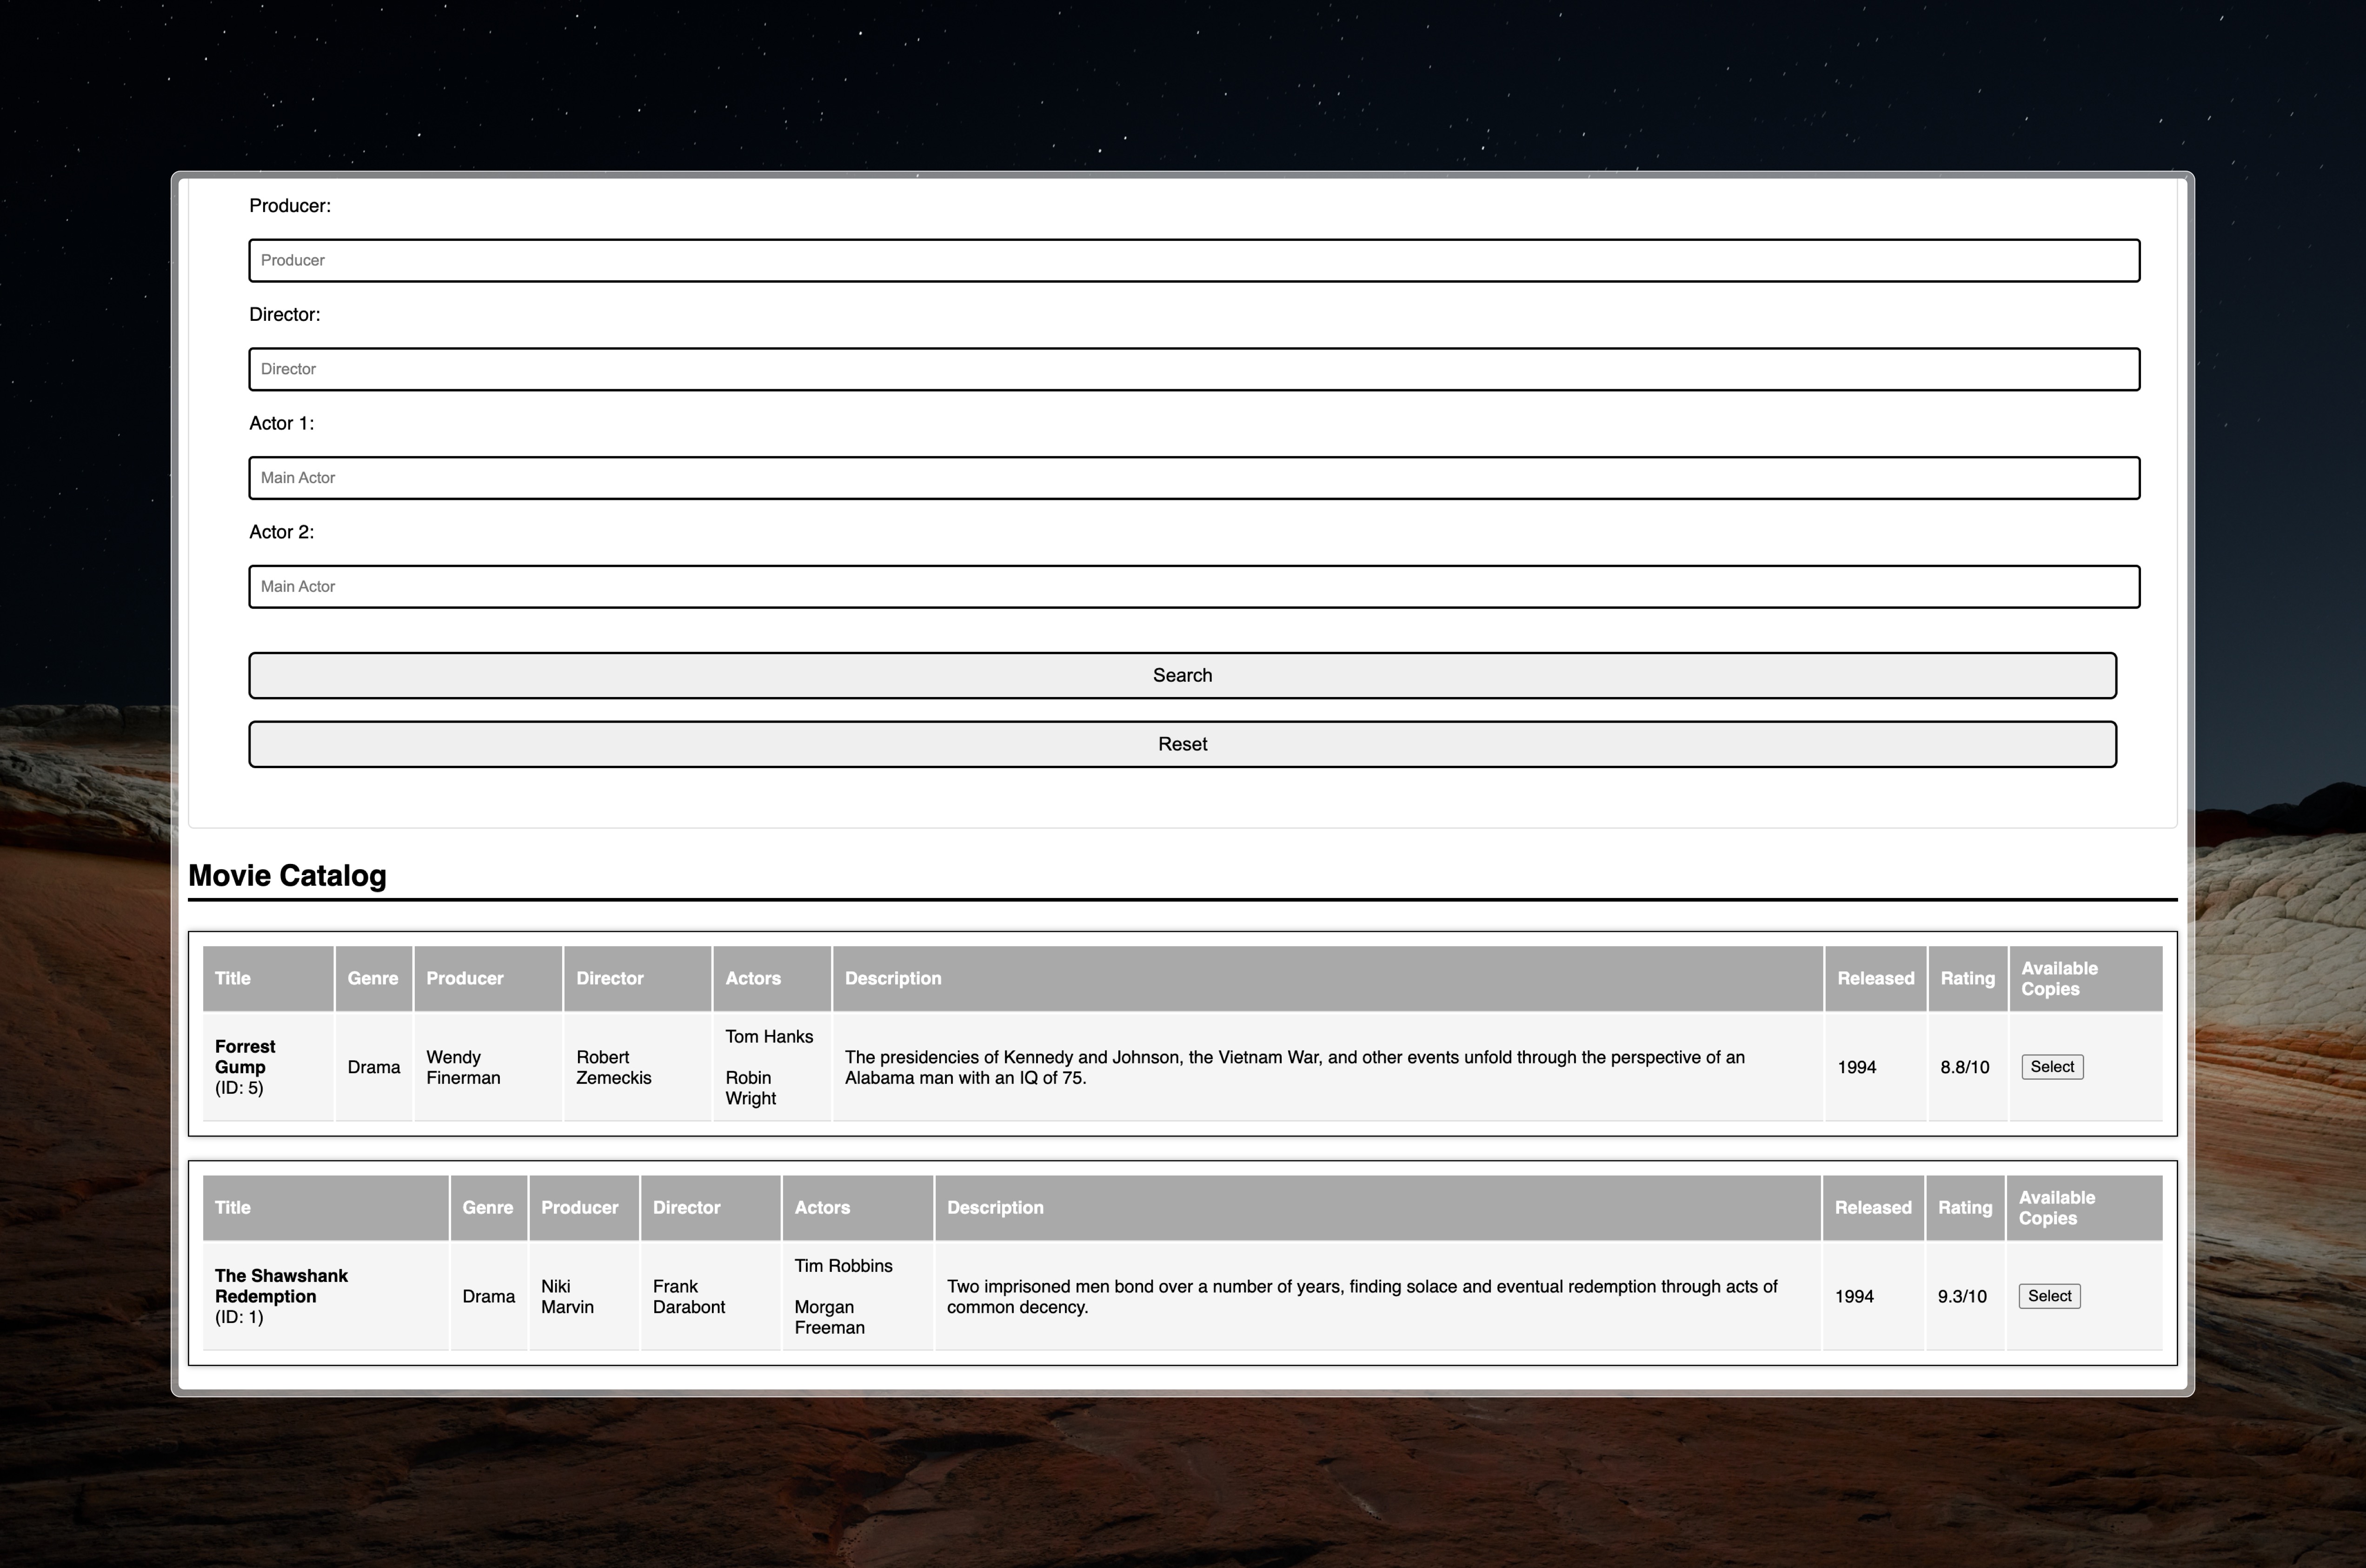 Producer:
Producer
Director:
Director
Actor 1:
Main Actor
Actor 2:
Main Actor
Search
Reset
Movie Catalog
Title Genre Producer Director Actors Description Released Rating Available
Copies
Forrest
Gump
(ID: 5)
Drama
Wendy
Finerman
Robert
Zemeckis
Tom Hanks
Robin
Wright
The presidencies of Kennedy and Johnson, the Vietnam War, and other events unfold through the perspective of an
Alabama man with an IQ of 75.
1994
8.8/10
Select
Title Genre Producer Director Actors Description Released Rating Available
Copies
The Shawshank
Redemption
(ID: 1)
Drama
Niki
Marvin
Frank
Darabont
Tim Robbins
Morgan
Freeman
Two imprisoned men bond over a number of years, finding solace and eventual redemption through acts of
common decency.
1994
9.3/10
Select